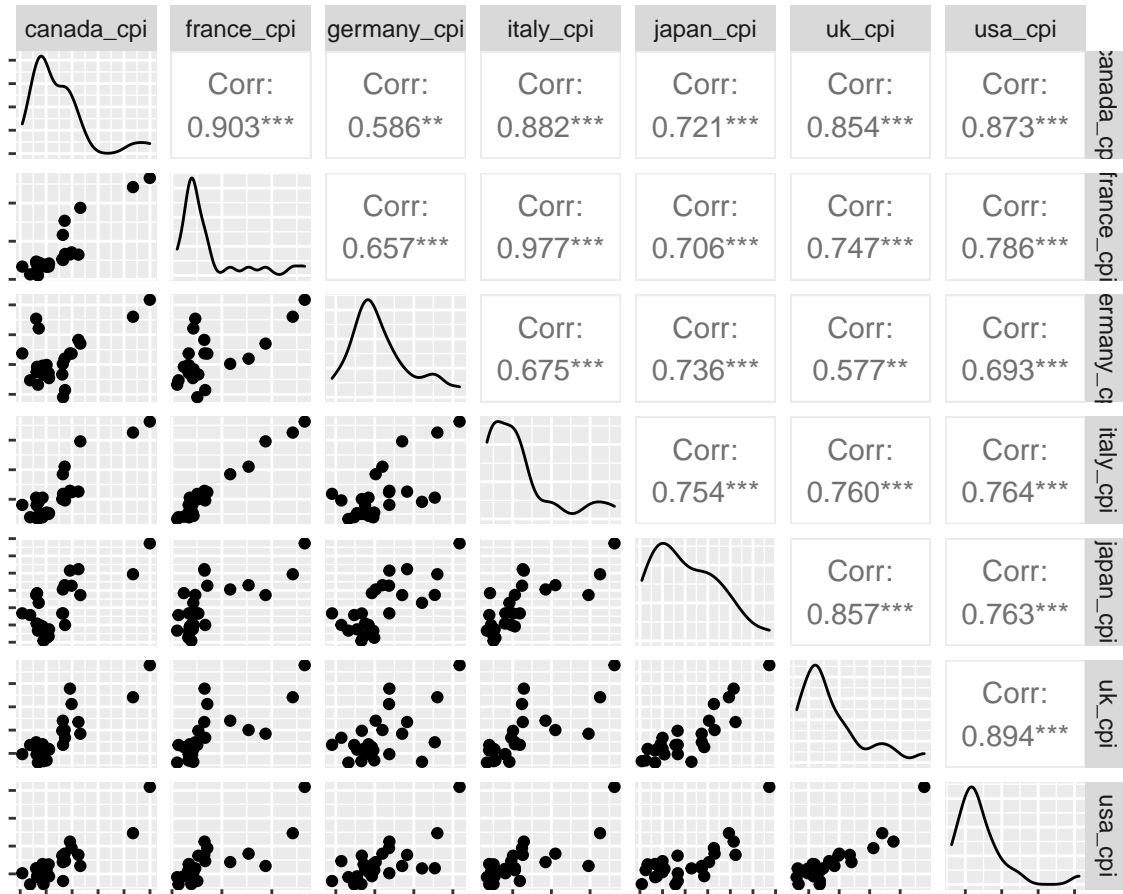 canada_cpi france_cpi germany_cpi italy_cpi japan_cpi uk_cpi usa_cpi
Corr: Corr: Corr: Corr: Corr: Corr:
0.903*** 0.586** 0.882*** 0.721*** 0.854*** 0.873***
canada_cp
Corr: Corr: Corr: Corr: Corr:
0.657*** 0.977*** 0.706*** 0.747*** 0.786***
france_cpi
Corr: Corr: Corr: Corr:
0.675*** 0.736*** 0.577** 0.693***
ermany_cp
Corr: Corr: Corr:
0.754*** 0.760*** 0.764***
italy_cpi
Corr: Corr:
0.857*** 0.763***
japan_cpi
Corr:
0.894***
uk_cpi
usa_cpi